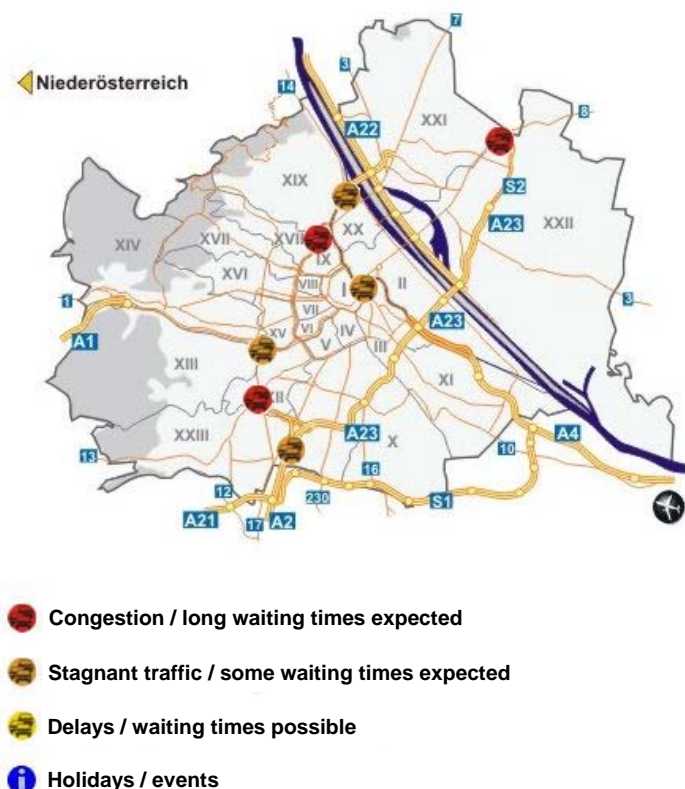 7
3
Niederösterreich
14
8
A22
XXI
S2
XIX
A23
XXII
XX
XIV
XVII
XVII
IX
XVI
VIII
I
II
1
3
VII
A23
A1
XV
VI
IV
V
III
XIII
XI
XII
XXIII
A23
X
A4
13
10
16
12
230
S1
A21
17
A2
Congestion / long waiting times expected
Stagnant traffic / some waiting times expected
Delays / waiting times possible
Holidays / events